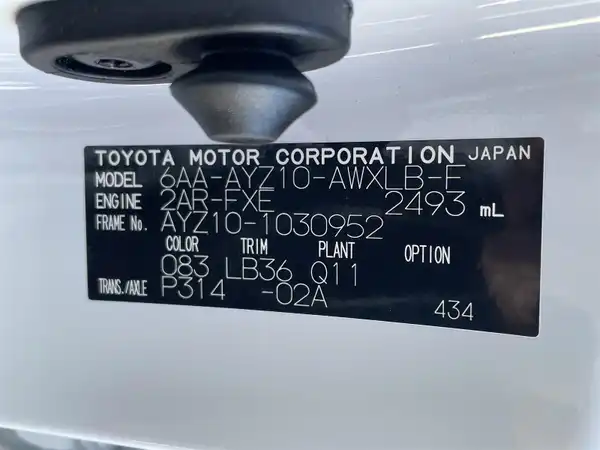 TOYOTA MOTOR CORPORATION JAPAN
MODEL 6AA-AYZ10-AWXLB-F
ENGINE 2AR-FXE 2493 mL
FRAME No. AYZ10-1030952
COLOR TRIM PLANT OPTION
083 LB36 Q11
TRANS./AXLE P314 -02A
434